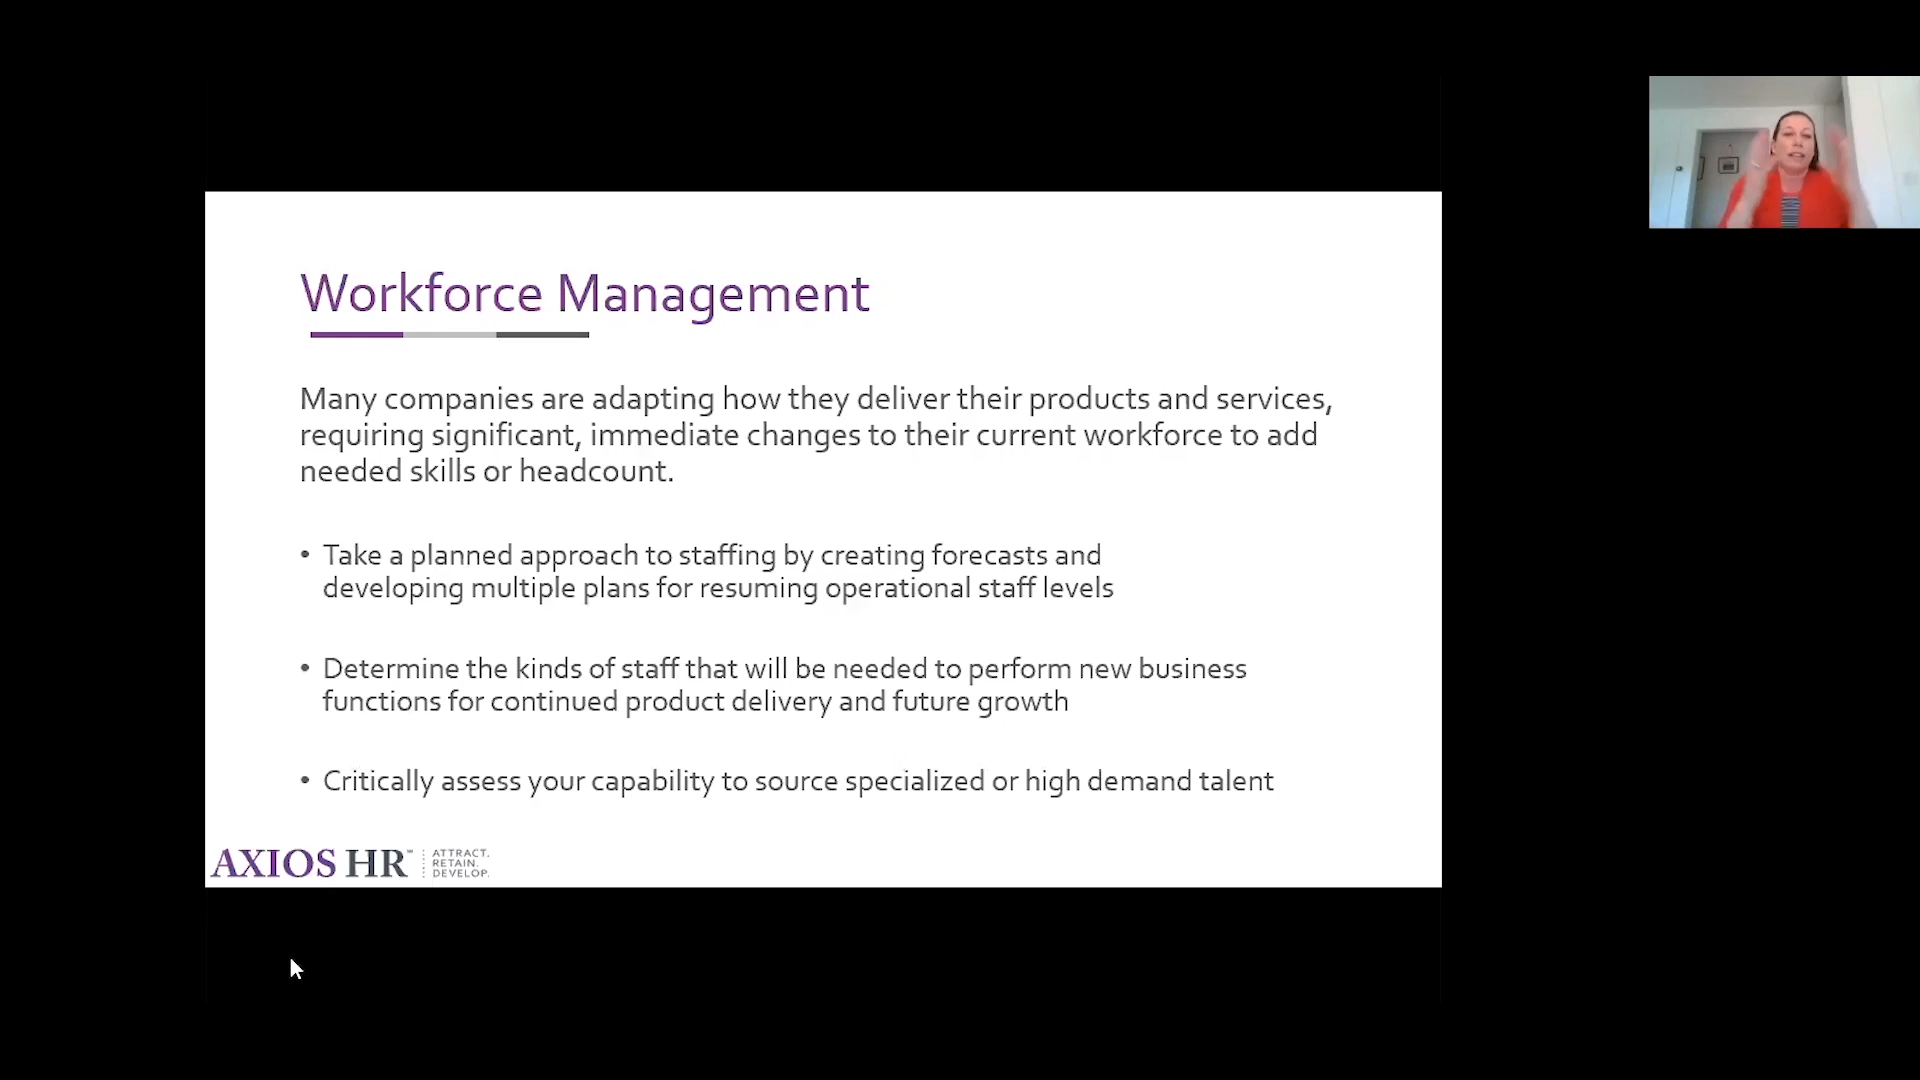 Workforce Management
Many companies are adapting how they deliver their products and services,
requiring significant, immediate changes to their current workforce to add
needed skills or headcount.
• Take a planned approach to staffing by creating forecasts and
developing multiple plans for resuming operational staff levels
• Determine the kinds of staff that will be needed to perform new business
functions for continued product delivery and future growth
• Critically assess your capability to source specialized or high demand talent
AXIOS HR™
ATTRACT.
RETAIN.
DEVELOP.